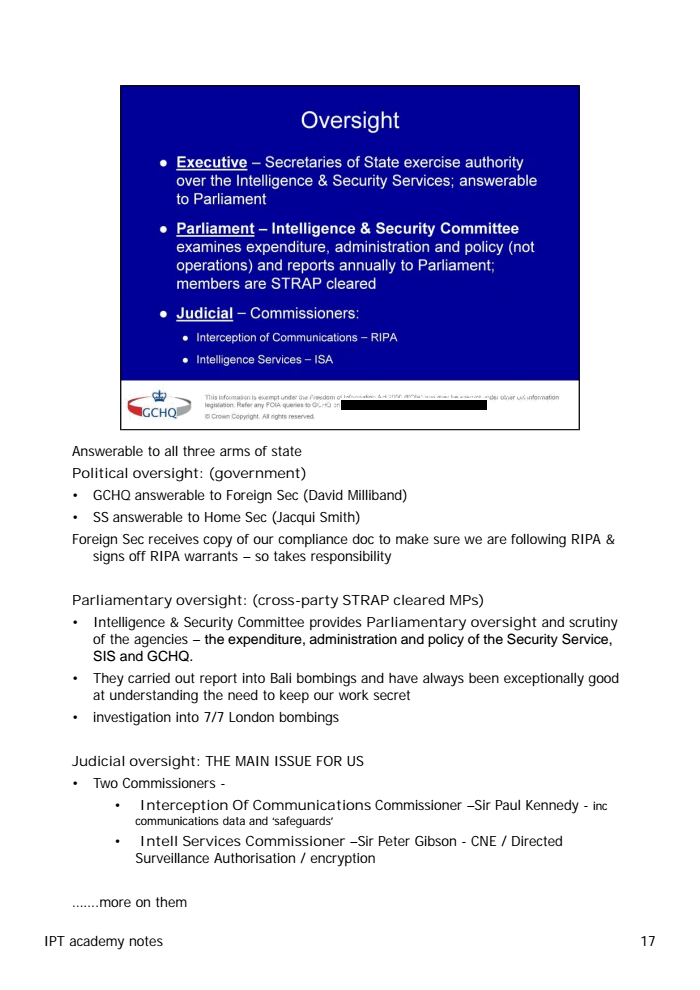 Oversight
● Executive – Secretaries of State exercise authority
over the Intelligence & Security Services; answerable
to Parliament
● Parliament – Intelligence & Security Committee
examines expenditure, administration and policy (not
operations) and reports annually to Parliament;
members are STRAP cleared
● Judicial – Commissioners:
● Interception of Communications – RIPA
● Intelligence Services – ISA
GCHQ
This information is exempt under the Freedom of Information Act 2000 (FOIA) and may be exempt under other UK information
legislation. Refer any FOIA queries to GCHQ on
© Crown Copyright. All rights reserved.
Answerable to all three arms of state
Political oversight: (government)
• GCHQ answerable to Foreign Sec (David Milliband)
• SS answerable to Home Sec (Jacqui Smith)
Foreign Sec receives copy of our compliance doc to make sure we are following RIPA &
signs off RIPA warrants – so takes responsibility
Parliamentary oversight: (cross-party STRAP cleared MPs)
• Intelligence & Security Committee provides Parliamentary oversight and scrutiny
of the agencies – the expenditure, administration and policy of the Security Service,
SIS and GCHQ.
• They carried out report into Bali bombings and have always been exceptionally good
at understanding the need to keep our work secret
• investigation into 7/7 London bombings
Judicial oversight: THE MAIN ISSUE FOR US
• Two Commissioners -
• Interception Of Communications Commissioner –Sir Paul Kennedy - inc
communications data and ‘safeguards’
• Intell Services Commissioner –Sir Peter Gibson - CNE / Directed
Surveillance Authorisation / encryption
…….more on them
IPT academy notes 17